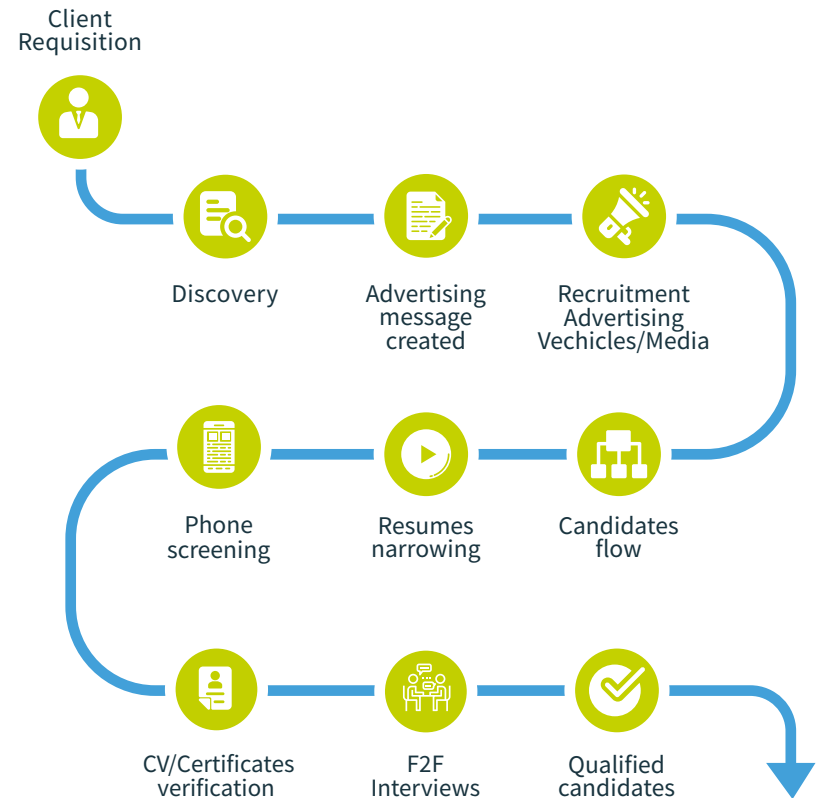 Client
Requisition
Discovery
Advertising
message
created
Recruitment
Advertising
Vechicles/Media
Candidates
flow
Resumes
narrowing
Phone
screening
CV/Certificates
verification
F2F
Interviews
Qualified
candidates